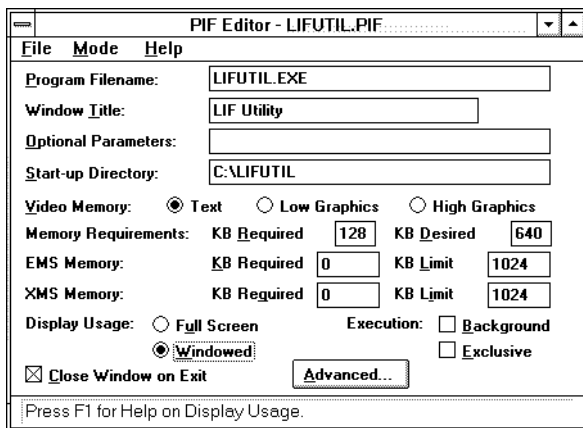 PIF Editor - LIFUTIL.PIF
File Mode Help
Program Filename: LIFUTIL.EXE
Window Title: LIF Utility
Optional Parameters:
Start-up Directory: C:\LIFUTIL
Video Memory: Text Low Graphics High Graphics
Memory Requirements: KB Required 128 KB Desired 640
EMS Memory: KB Required 0 KB Limit 1024
XMS Memory: KB Required 0 KB Limit 1024
Display Usage: Full Screen Execution: Background
Windowed Exclusive
Close Window on Exit Advanced...
Press F1 for Help on Display Usage.